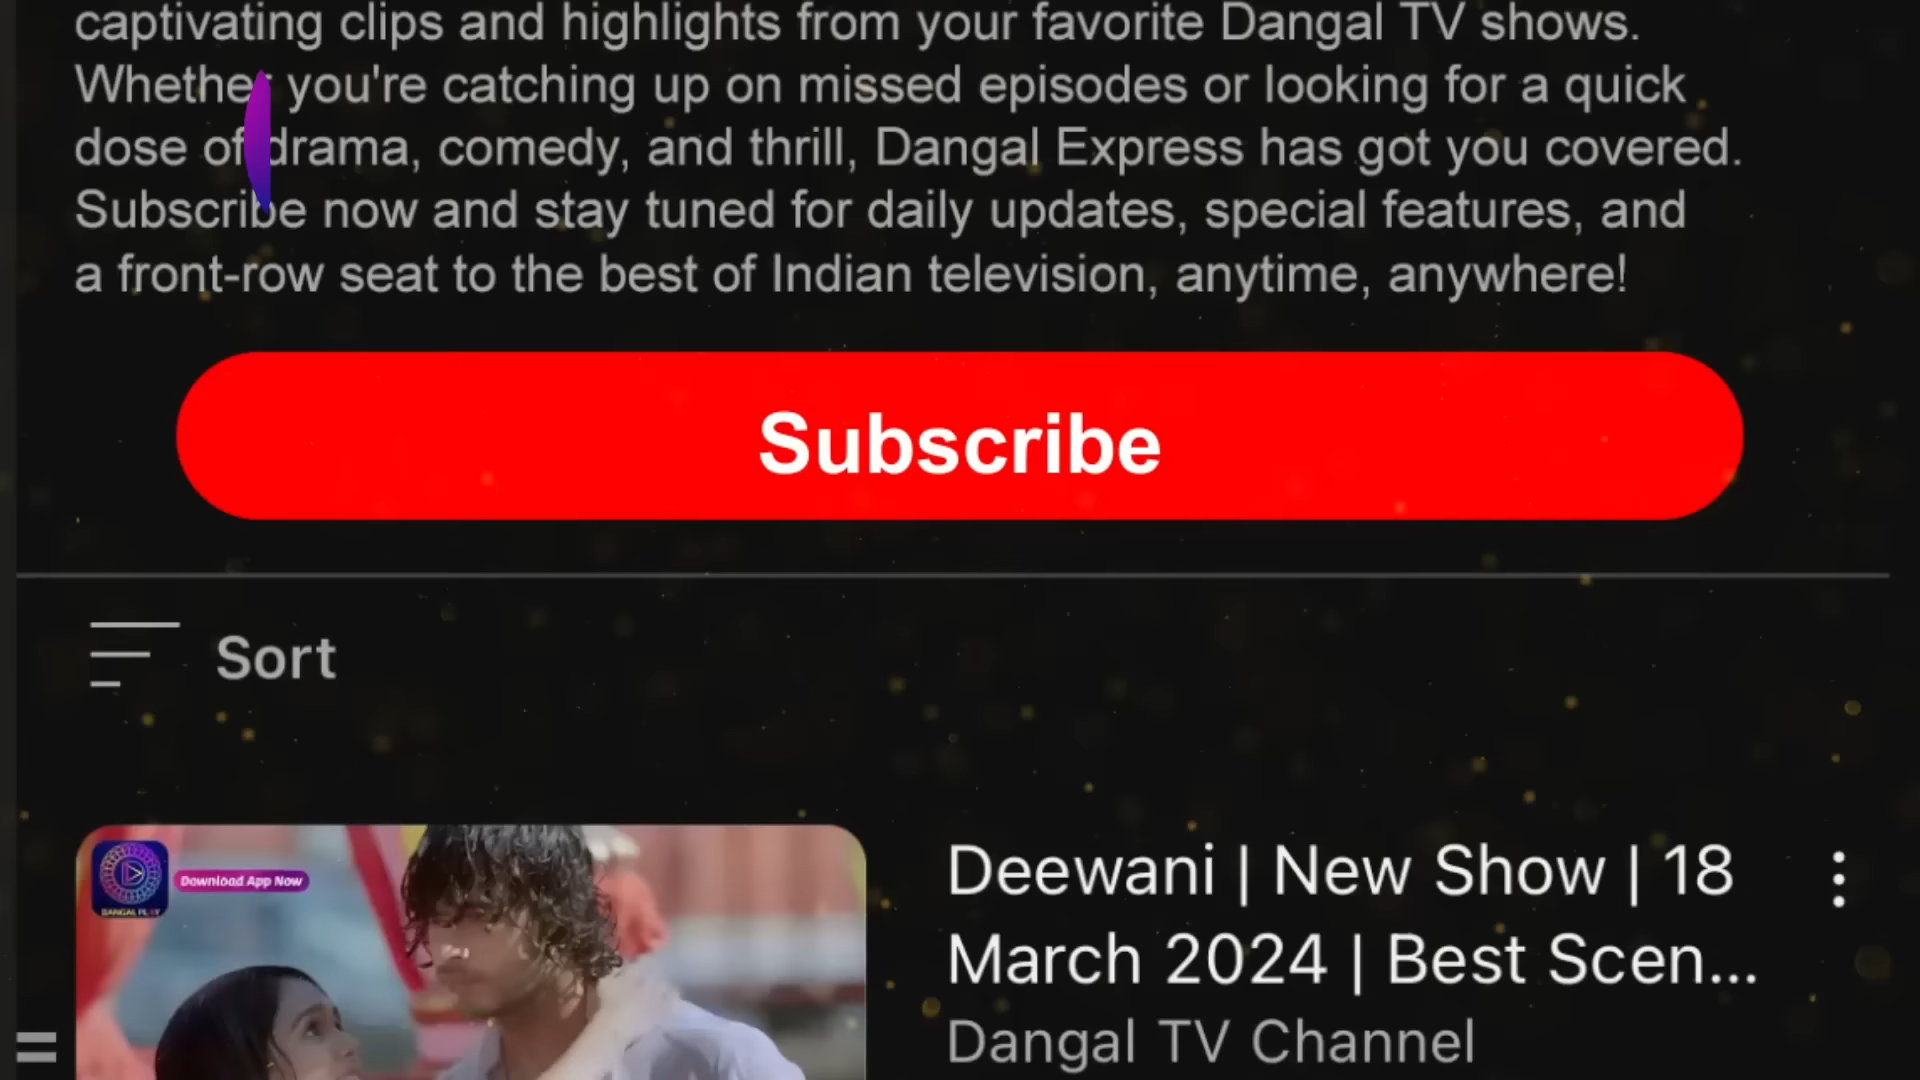 captivating clips and highlights from your favorite Dangal TV shows.
Whether you're catching up on missed episodes or looking for a quick
dose of drama, comedy, and thrill, Dangal Express has got you covered.
Subscribe now and stay tuned for daily updates, special features, and
a front-row seat to the best of Indian television, anytime, anywhere!
Subscribe
Sort
Download App Now
DANGAL PLAY
Deewani | New Show | 18
March 2024 | Best Scen...
Dangal TV Channel